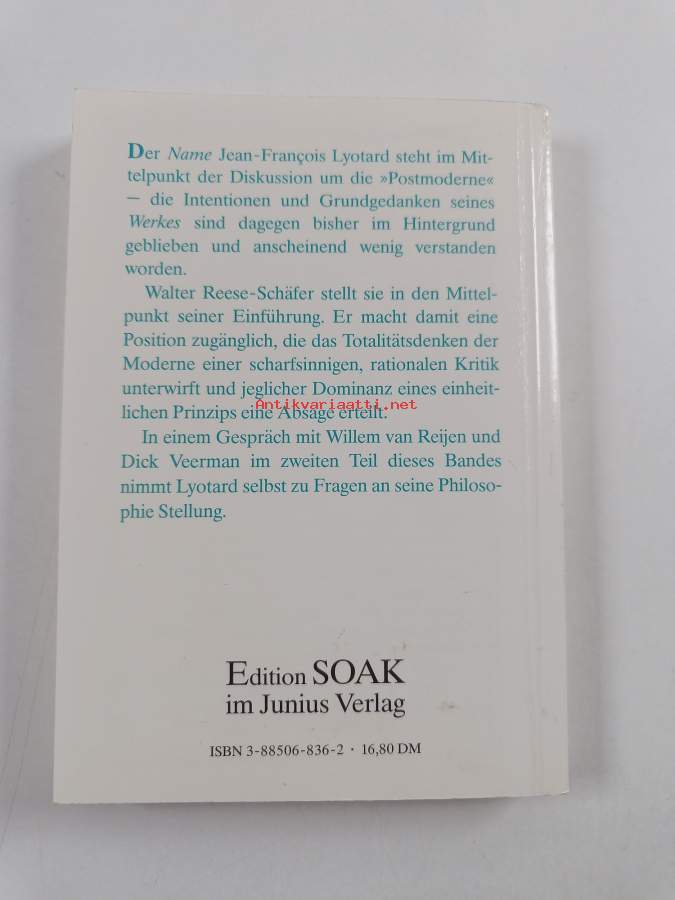 Der Name Jean-François Lyotard steht im Mit-
telpunkt der Diskussion um die »Postmoderne«
– die Intentionen und Grundgedanken seines
Werkes sind dagegen bisher im Hintergrund
geblieben und anscheinend wenig verstanden
worden.
Walter Reese-Schäfer stellt sie in den Mittel-
punkt seiner Einführung. Er macht damit eine
Position zugänglich, die das Totalitätsdenken der
Moderne einer scharfsinnigen, rationalen Kritik
unterwirft und jeglicher Dominanz eines einheit-
lichen Prinzips eine Absage erteilt.
Antikvariaatti.net
In einem Gespräch mit Willem van Reijen und
Dick Veerman im zweiten Teil dieses Bandes
nimmt Lyotard selbst zu Fragen an seine Philoso-
phie Stellung.
Edition SOAK
im Junius Verlag
ISBN 3-88506-836-2 · 16,80 DM